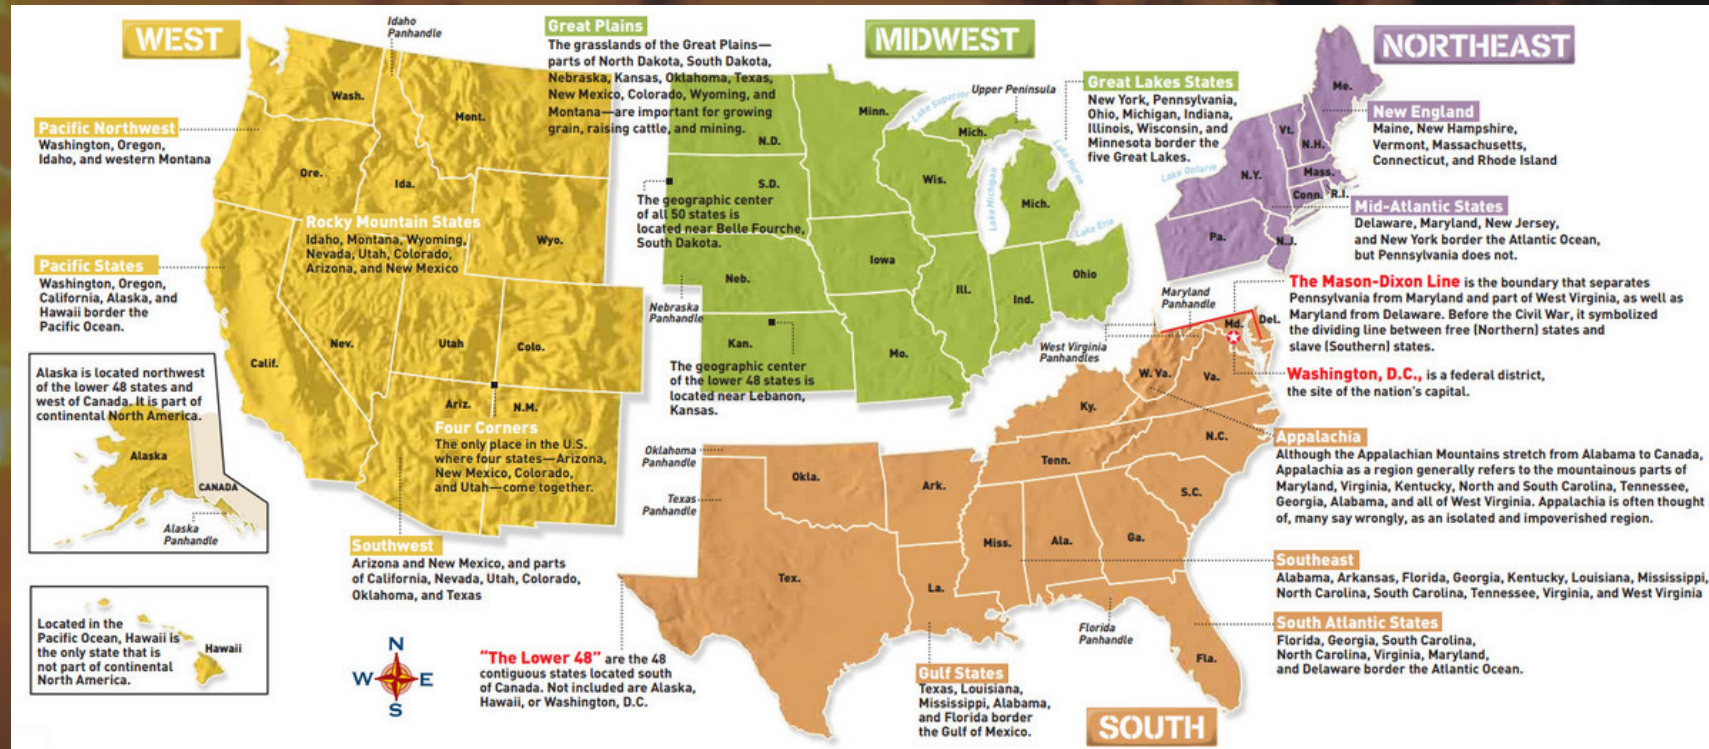 WEST
Idaho
Panhandle
Great Plains
The grasslands of the Great Plains—
parts of North Dakota, South Dakota,
Nebraska, Kansas, Oklahoma, Texas,
New Mexico, Colorado, Wyoming, and
Montana—are important for growing
grain, raising cattle, and mining.
MIDWEST
NORTHEAST
Wash.
Mont.
Pacific Northwest
Washington, Oregon,
Idaho, and western Montana
Ore.
Ida.
Rocky Mountain States
Idaho, Montana, Wyoming,
Nevada, Utah, Colorado,
Arizona, and New Mexico
Wyo.
Pacific States
Washington, Oregon,
California, Alaska, and
Hawaii border the
Pacific Ocean.
Calif.
Nev.
Utah
Colo.
Ariz.
N.M.
Four Corners
The only place in the U.S.
where four states—Arizona,
New Mexico, Colorado,
and Utah—come together.
Alaska is located northwest
of the lower 48 states and
west of Canada. It is part of
continental North America.
Alaska
CANADA
Alaska
Panhandle
Southwest
Arizona and New Mexico, and parts
of California, Nevada, Utah, Colorado,
Oklahoma, and Texas
Located in the
Pacific Ocean, Hawaii is
the only state that is
not part of continental
North America.
Hawaii
N
W
E
S
"The Lower 48" are the 48
contiguous states located south
of Canada. Not included are Alaska,
Hawaii, or Washington, D.C.
N.D.
Minn.
S.D.
The geographic center
of all 50 states is
located near Belle Fourche,
South Dakota.
Lake Superior
Upper Peninsula
Mich.
Wis.
Lake Michigan
Lake Huron
Mich.
Lake Erie
Great Lakes States
New York, Pennsylvania,
Ohio, Michigan, Indiana,
Illinois, Wisconsin, and
Minnesota border the
five Great Lakes.
Iowa
Neb.
Nebraska
Panhandle
Ill.
Ind.
Ohio
Kan.
Mo.
The geographic center
of the lower 48 states is
located near Lebanon,
Kansas.
Me.
New England
Maine, New Hampshire,
Vermont, Massachusetts,
Connecticut, and Rhode Island
Vt.
N.H.
Lake Ontario
N.Y.
Mass.
Conn.
R.I.
Mid-Atlantic States
Delaware, Maryland, New Jersey,
and New York border the Atlantic Ocean,
but Pennsylvania does not.
Pa.
N.J.
The Mason-Dixon Line is the boundary that separates
Pennsylvania from Maryland and part of West Virginia, as well as
Maryland from Delaware. Before the Civil War, it symbolized
the dividing line between free (Northern) states and
slave (Southern) states.
Maryland
Panhandle
Md.
Del.
West Virginia
Panhandles
Washington, D.C., is a federal district,
the site of the nation's capital.
W. Va.
Va.
Ky.
N.C.
Tenn.
S.C.
Appalachia
Although the Appalachian Mountains stretch from Alabama to Canada,
Appalachia as a region generally refers to the mountainous parts of
Maryland, Virginia, Kentucky, North and South Carolina, Tennessee,
Georgia, Alabama, and all of West Virginia. Appalachia is often thought
of, many say wrongly, as an isolated and impoverished region.
Oklahoma
Panhandle
Okla.
Ark.
Texas
Panhandle
Tex.
La.
Miss.
Ala.
Ga.
Southeast
Alabama, Arkansas, Florida, Georgia, Kentucky, Louisiana, Mississippi,
North Carolina, South Carolina, Tennessee, Virginia, and West Virginia
Florida
Panhandle
Fla.
South Atlantic States
Florida, Georgia, South Carolina,
North Carolina, Virginia, Maryland,
and Delaware border the Atlantic Ocean.
Gulf States
Texas, Louisiana,
Mississippi, Alabama,
and Florida border
the Gulf of Mexico.
SOUTH